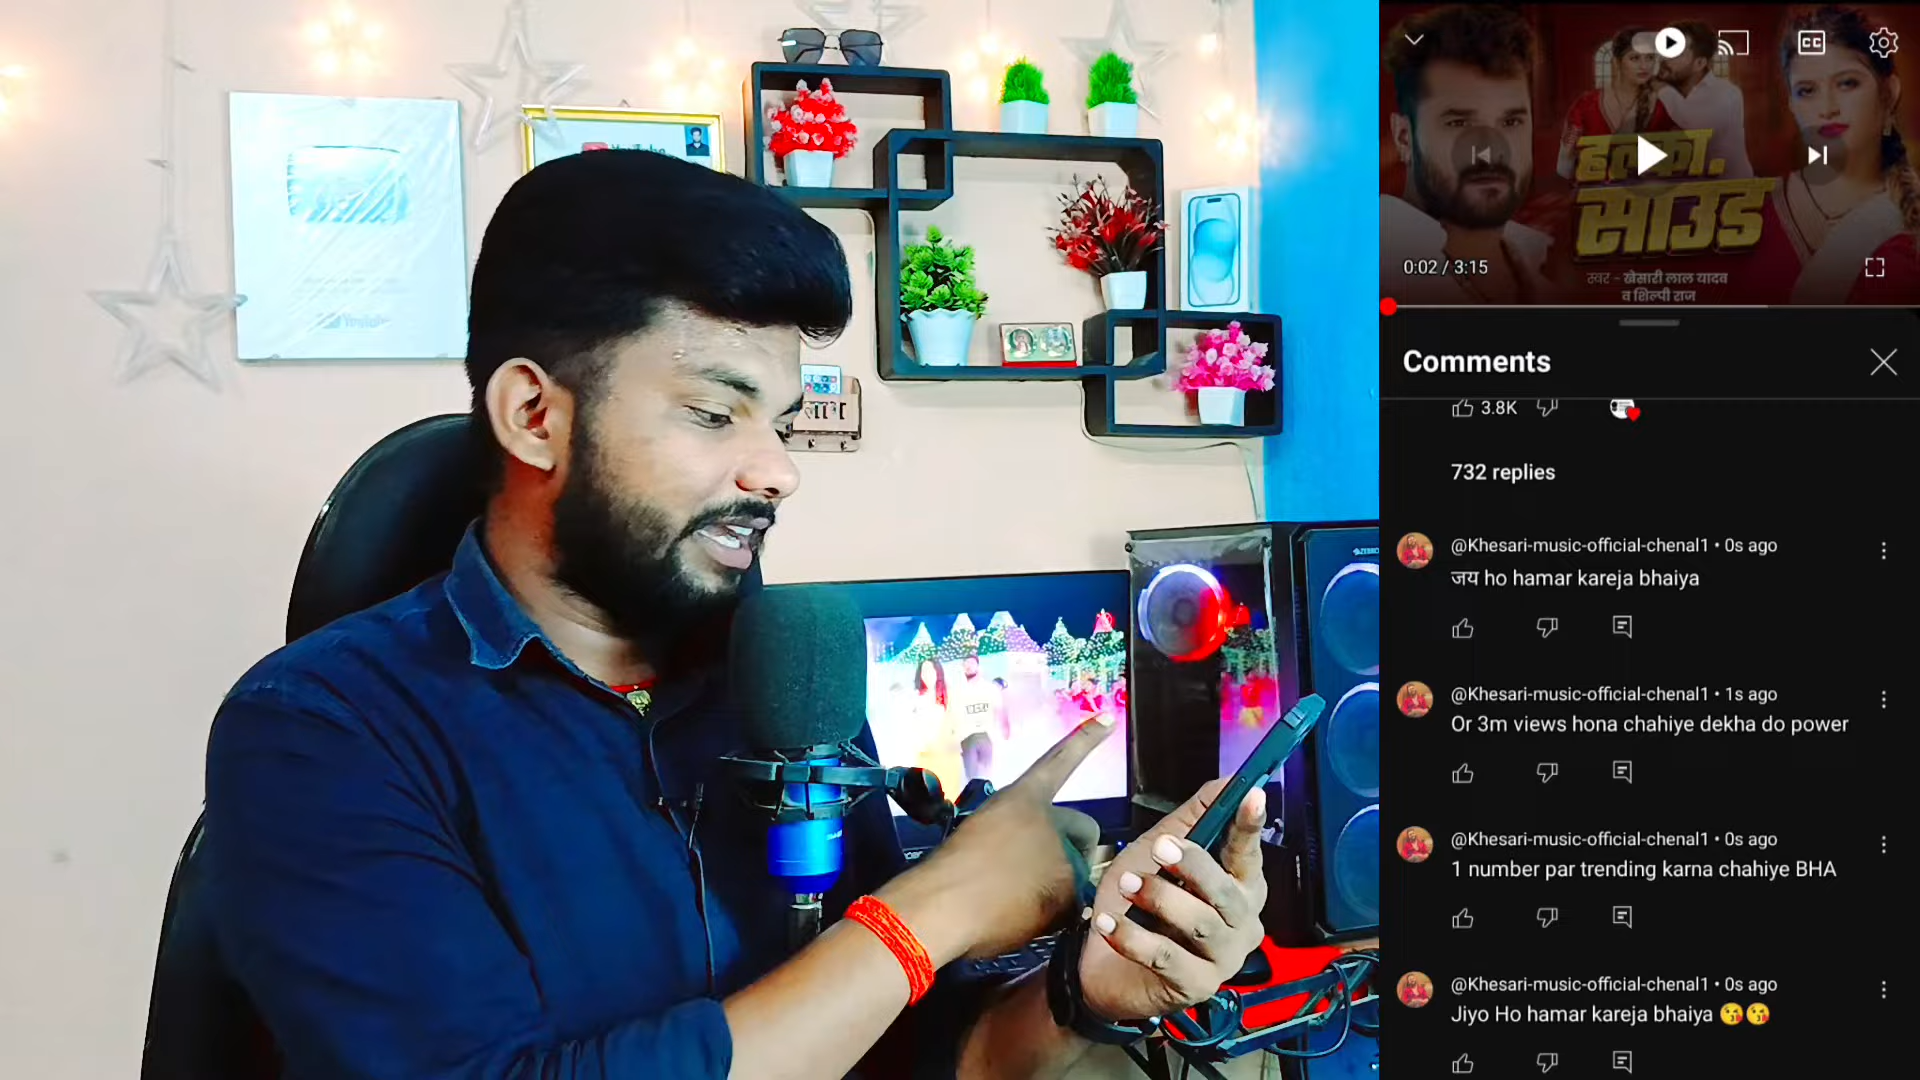 YouTube
YouTube
हल्का
साउंड
स्वर - खेसारी लाल यादव
व शिल्पी राज
CC
0:02 / 3:15
Comments
3.8K
732 replies
@Khesari-music-official-chenal1 • 0s ago
जय ho hamar kareja bhaiya
@Khesari-music-official-chenal1 • 1s ago
Or 3m views hona chahiye dekha do power
@Khesari-music-official-chenal1 • 0s ago
1 number par trending karna chahiye BHA
@Khesari-music-official-chenal1 • 0s ago
Jiyo Ho hamar kareja bhaiya 😘😘